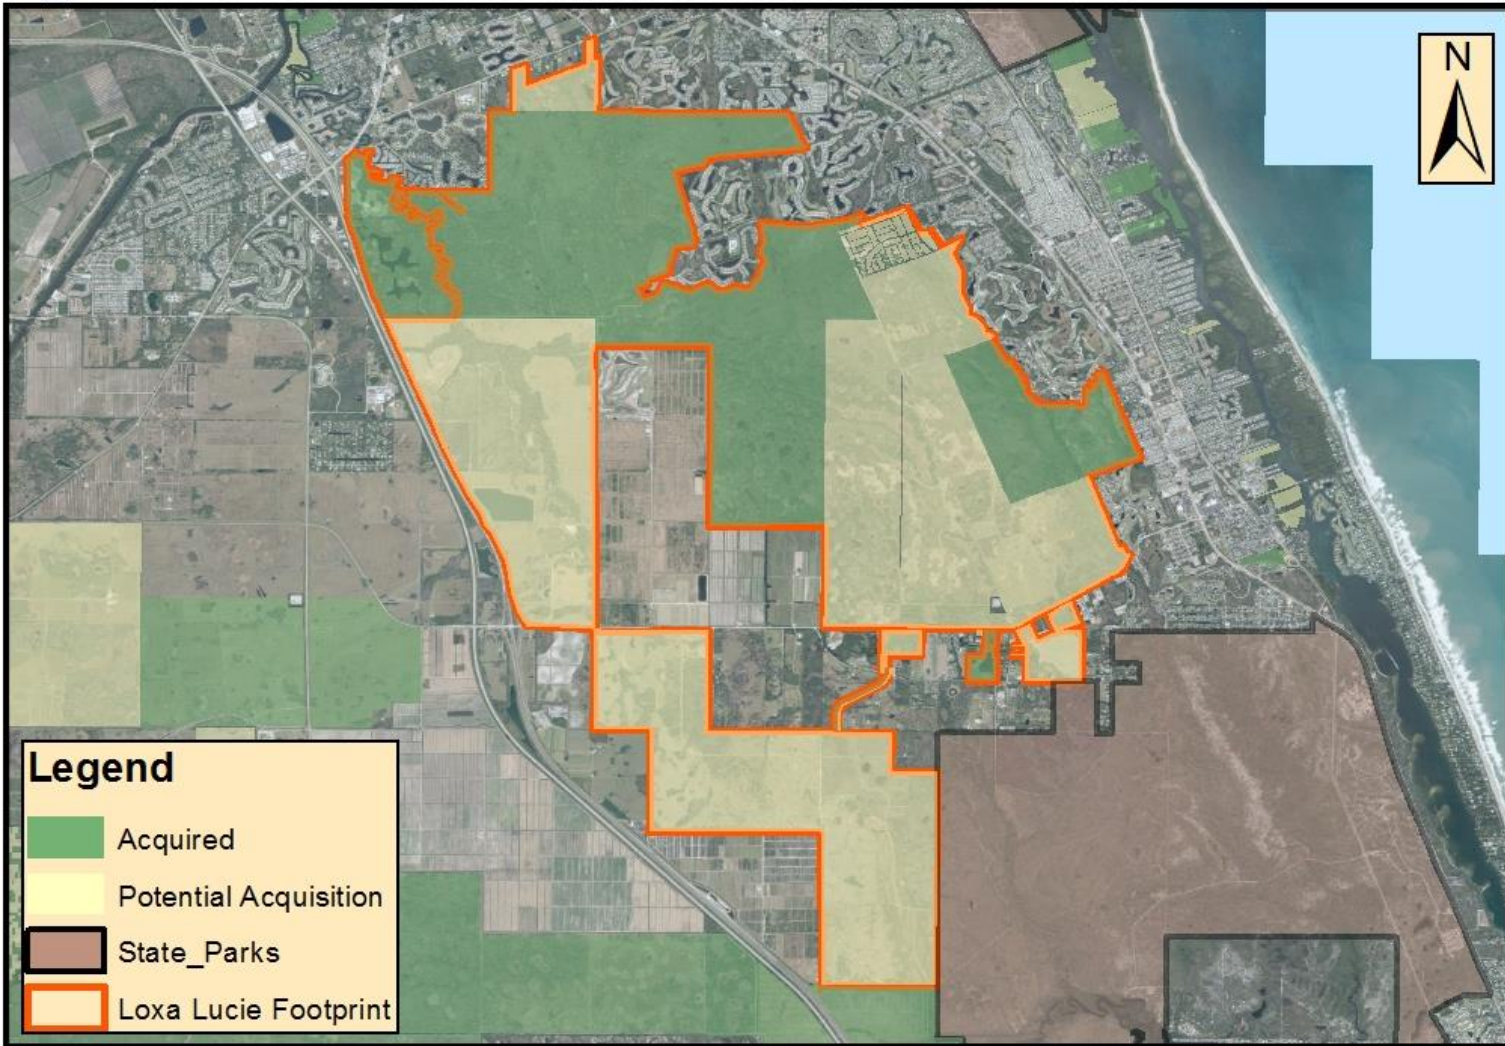 N
Legend
Acquired
Potential Acquisition
State_Parks
Loxa Lucie Footprint